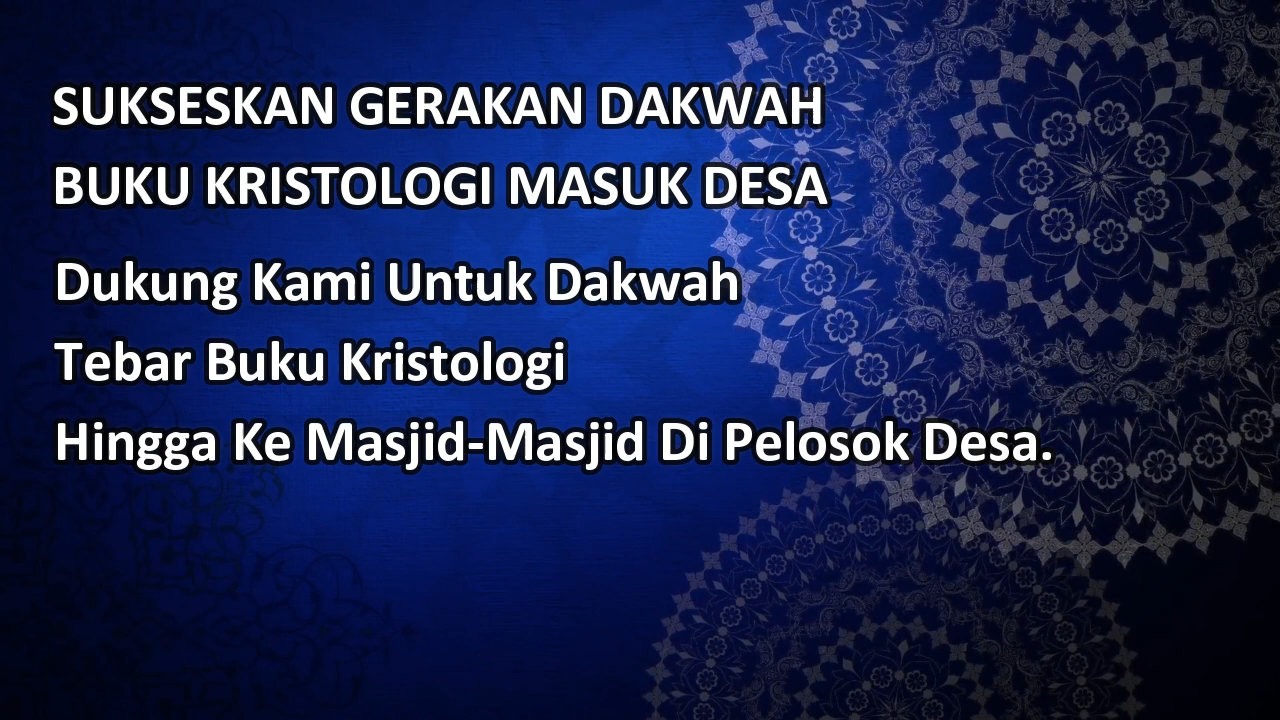 SUKSESKAN GERAKAN DAKWAH
BUKU KRISTOLOGI MASUK DESA
Dukung Kami Untuk Dakwah
Tebar Buku Kristologi
Hingga Ke Masjid-Masjid Di Pelosok Desa.